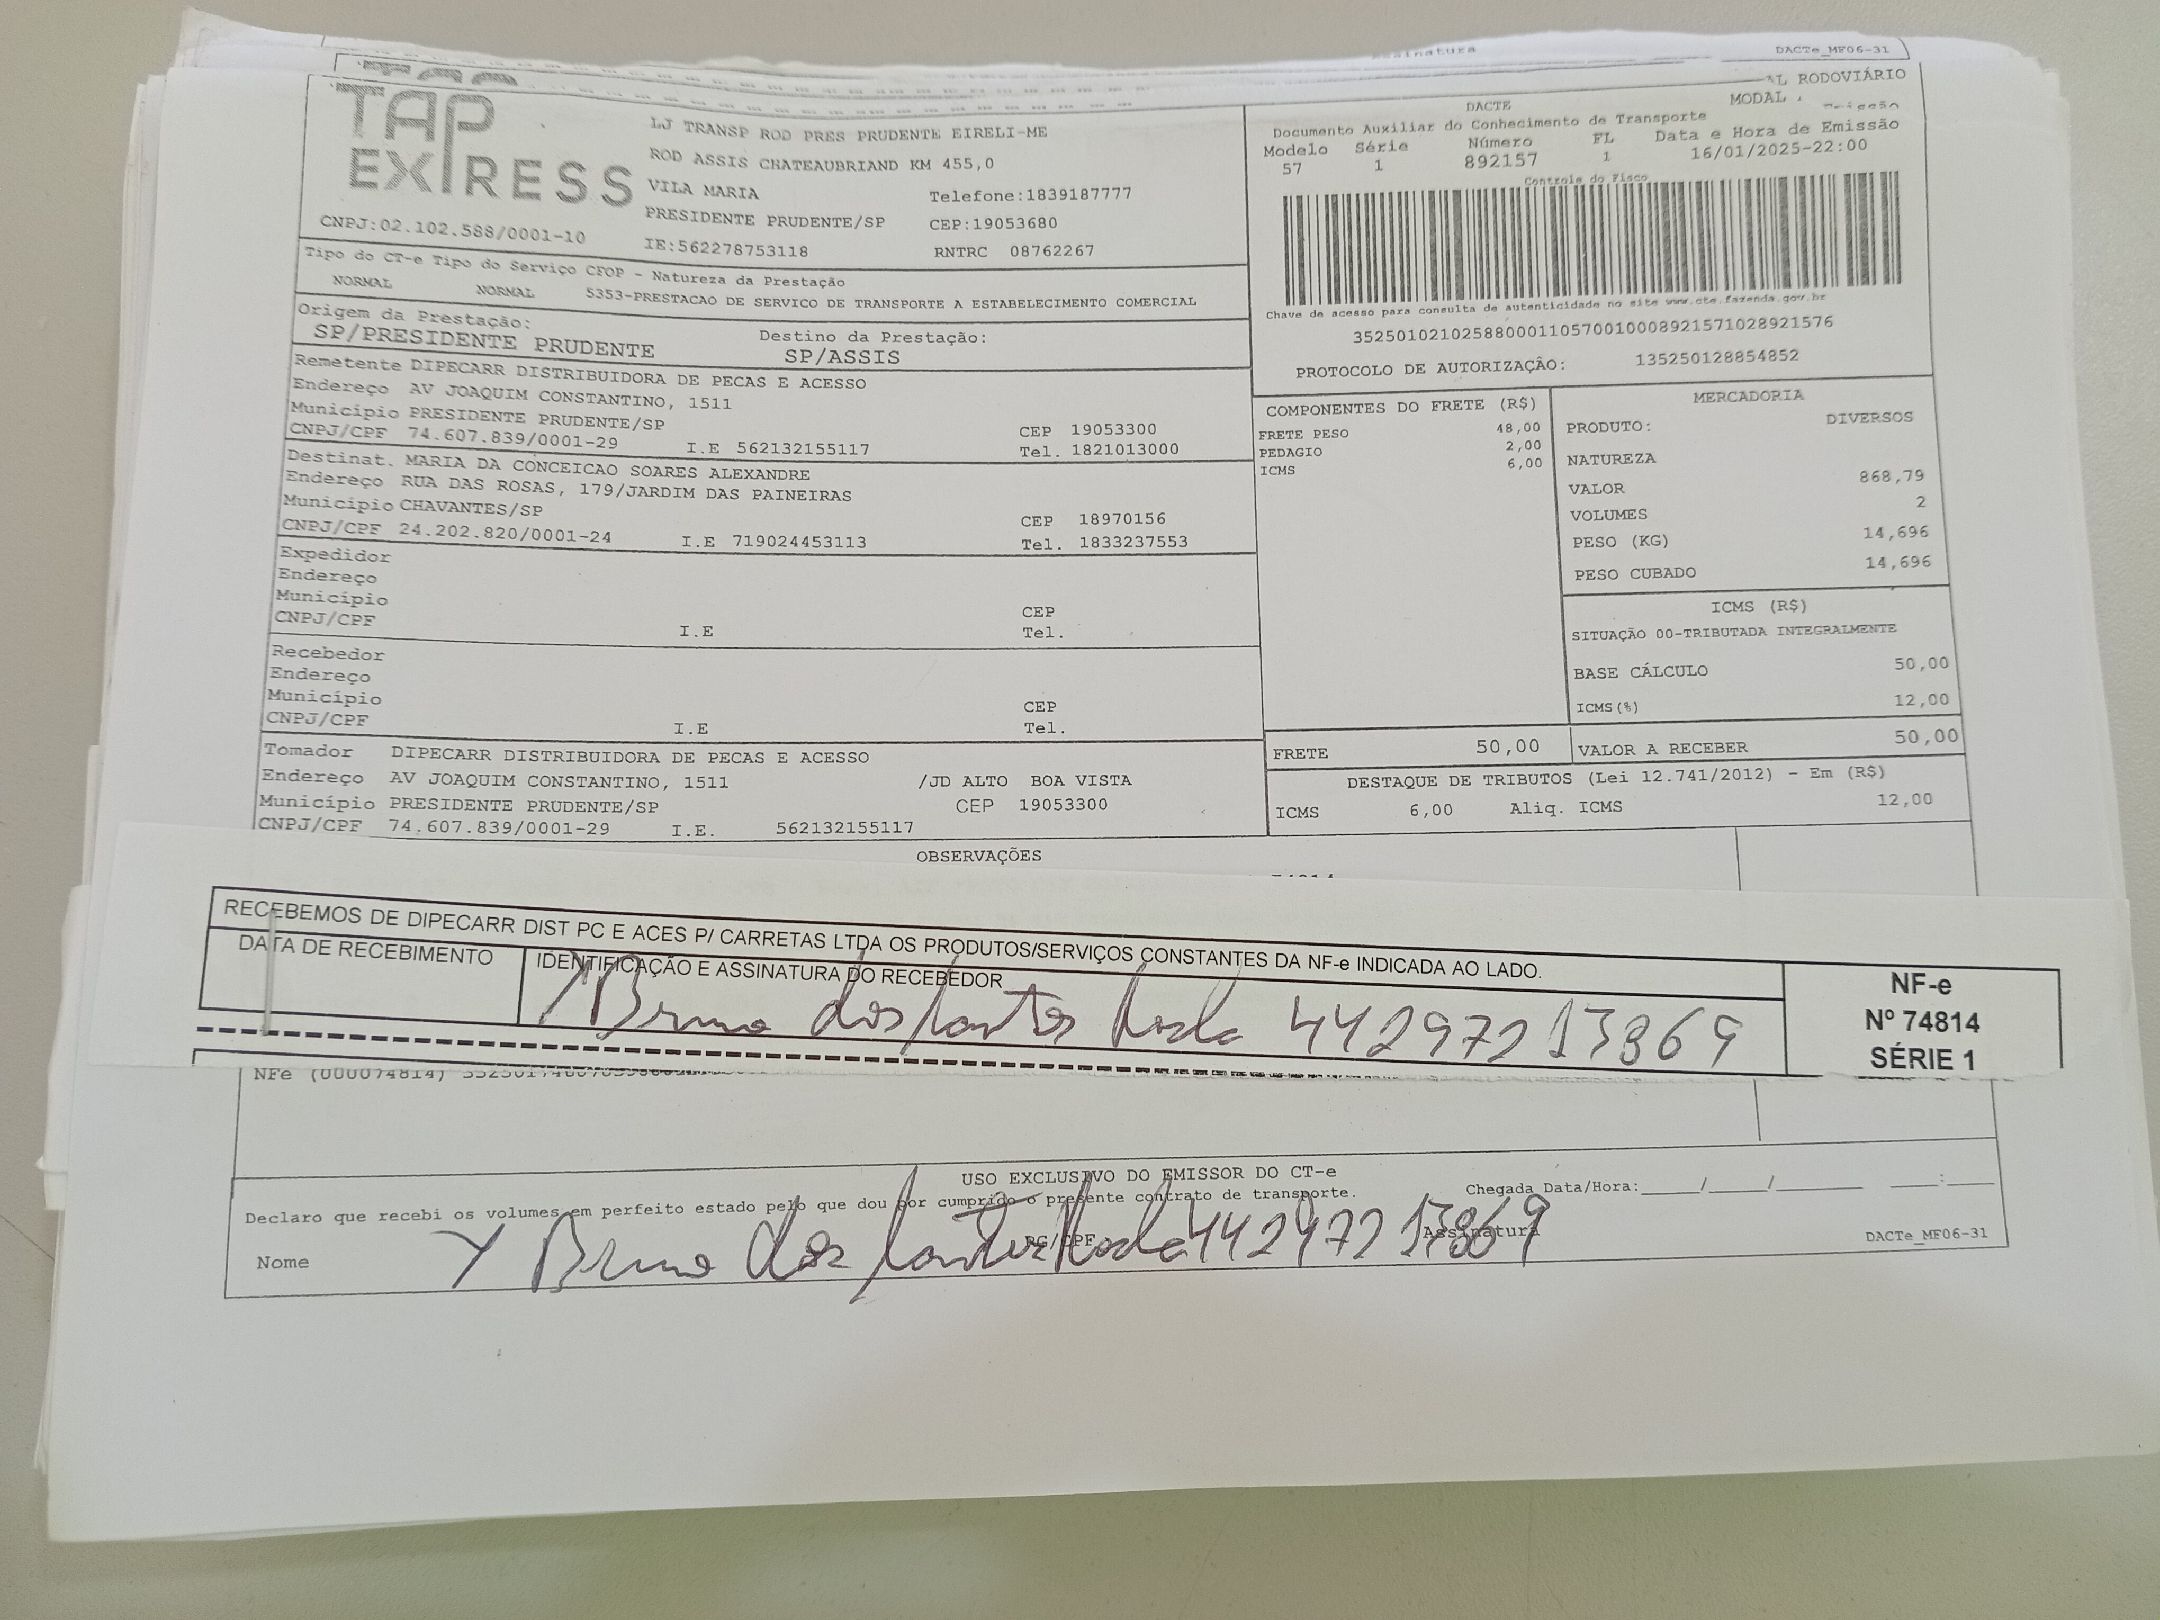 DACTe_MF06-31
AL RODOVIÁRIO
MODAL
TAP
EXPRESS
CNPJ:02.102.588/0001-10
LJ TRANSP ROD PRES PRUDENTE EIRELI-ME
ROD ASSIS CHATEAUBRIAND KM 455,0
VILA MARIA Telefone:1839187777
PRESIDENTE PRUDENTE/SP CEP:19053680
IE:562278753118 RNTRC 08762267
DACTE
Documento Auxiliar do Conhecimento de Transporte
Modelo Série Número FL Data e Hora de Emissão
57 1 892157 1 16/01/2025-22:00
Controle do Fisco
Chave de acesso para consulta de autenticidade no site www.cte.fazenda.gov.br
35250102102588000110570010008921571028921576
PROTOCOLO DE AUTORIZAÇÃO: 135250128854852
Tipo do CT-e Tipo do Serviço CFOP - Natureza da Prestação
NORMAL NORMAL 5353-PRESTACAO DE SERVICO DE TRANSPORTE A ESTABELECIMENTO COMERCIAL
Origem da Prestação: Destino da Prestação:
SP/PRESIDENTE PRUDENTE SP/ASSIS
Remetente DIPECARR DISTRIBUIDORA DE PECAS E ACESSO
Endereço AV JOAQUIM CONSTANTINO, 1511
Município PRESIDENTE PRUDENTE/SP CEP 19053300
CNPJ/CPF 74.607.839/0001-29 I.E 562132155117 Tel. 1821013000
Destinat. MARIA DA CONCEICAO SOARES ALEXANDRE
Endereço RUA DAS ROSAS, 179/JARDIM DAS PAINEIRAS
Município CHAVANTES/SP CEP 18970156
CNPJ/CPF 24.202.820/0001-24 I.E 719024453113 Tel. 1833237553
Expedidor
Endereço
Município CEP
CNPJ/CPF I.E Tel.
Recebedor
Endereço
Município CEP
CNPJ/CPF I.E Tel.
Tomador DIPECARR DISTRIBUIDORA DE PECAS E ACESSO
Endereço AV JOAQUIM CONSTANTINO, 1511 /JD ALTO BOA VISTA
Município PRESIDENTE PRUDENTE/SP CEP 19053300
CNPJ/CPF 74.607.839/0001-29 I.E. 562132155117
COMPONENTES DO FRETE (R$)
FRETE PESO 48,00
PEDAGIO 2,00
ICMS 6,00
MERCADORIA
PRODUTO: DIVERSOS
NATUREZA
VALOR 868,79
VOLUMES 2
PESO (KG) 14,696
PESO CUBADO 14,696
ICMS (R$)
SITUAÇÃO 00-TRIBUTADA INTEGRALMENTE
BASE CÁLCULO 50,00
ICMS(%) 12,00
FRETE 50,00 VALOR A RECEBER 50,00
DESTAQUE DE TRIBUTOS (Lei 12.741/2012) - Em (R$)
ICMS 6,00 Aliq. ICMS 12,00
OBSERVAÇÕES
RECEBEMOS DE DIPECARR DIST PC E ACES P/ CARRETAS LTDA OS PRODUTOS/SERVIÇOS CONSTANTES DA NF-e INDICADA AO LADO.
DATA DE RECEBIMENTO IDENTIFICAÇÃO E ASSINATURA DO RECEBEDOR
Bruno dos Santos 44297213869
NF-e
Nº 74814
SÉRIE 1
NFe (000074814)
USO EXCLUSIVO DO EMISSOR DO CT-e
Declaro que recebi os volumes em perfeito estado pelo que dou por cumprido o presente contrato de transporte. Chegada Data/Hora:_____/_____/_______ ____:____
Nome RG/CPF Assinatura DACTe_MF06-31
X Bruno dos Santos 44297213869